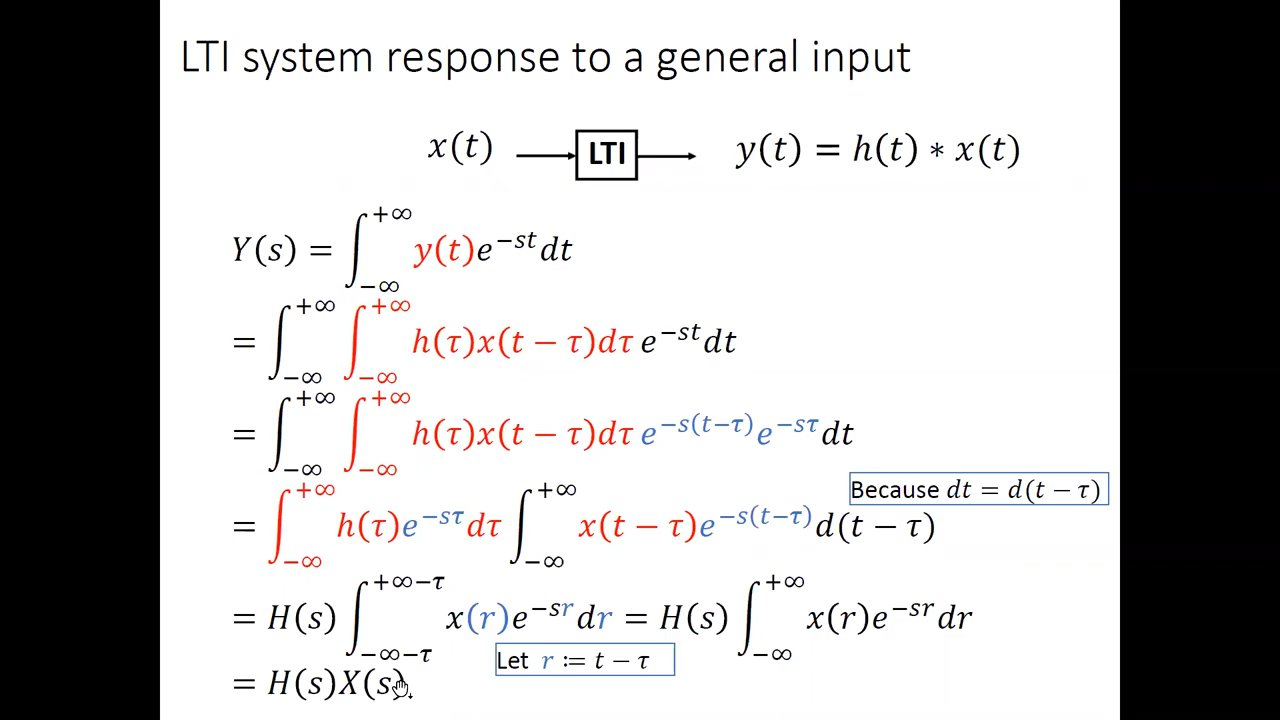 LTI system response to a general input
x(t) → LTI → y(t) = h(t) ∗ x(t)
Y(s) = ∫_{−∞}^{+∞} y(t)e^{−st}dt
= ∫_{−∞}^{+∞} ∫_{−∞}^{+∞} h(τ)x(t − τ)dτ e^{−st}dt
= ∫_{−∞}^{+∞} ∫_{−∞}^{+∞} h(τ)x(t − τ)dτ e^{−s(t−τ)}e^{−sτ}dt
Because dt = d(t − τ)
= ∫_{−∞}^{+∞} h(τ)e^{−sτ}dτ ∫_{−∞}^{+∞} x(t − τ)e^{−s(t−τ)}d(t − τ)
= H(s) ∫_{−∞−τ}^{+∞−τ} x(r)e^{−sr}dr = H(s) ∫_{−∞}^{+∞} x(r)e^{−sr}dr
Let r ≔ t − τ
= H(s)X(s)